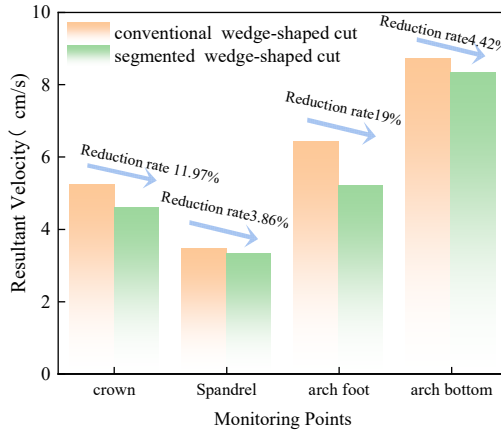 conventional wedge-shaped cut
segmented wedge-shaped cut
Reduction rate4.42%
Reduction rate19%
Reduction rate 11.97%
Reduction rate3.86%
Resultant Velocity( cm/s)
10
8
6
4
2
0
crown
Spandrel
arch foot
arch bottom
Monitoring Points